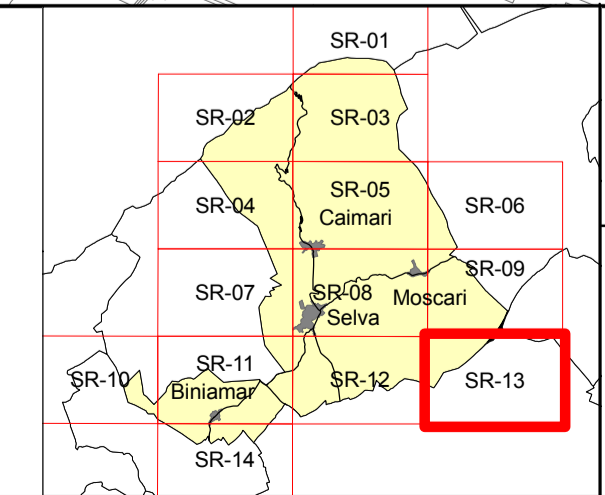 SR-01
SR-02
SR-03
SR-04
SR-05
Caimari
SR-06
SR-07
SR-08
Selva
Moscari
SR-09
SR-10
SR-11
Biniamar
SR-12
SR-13
SR-14